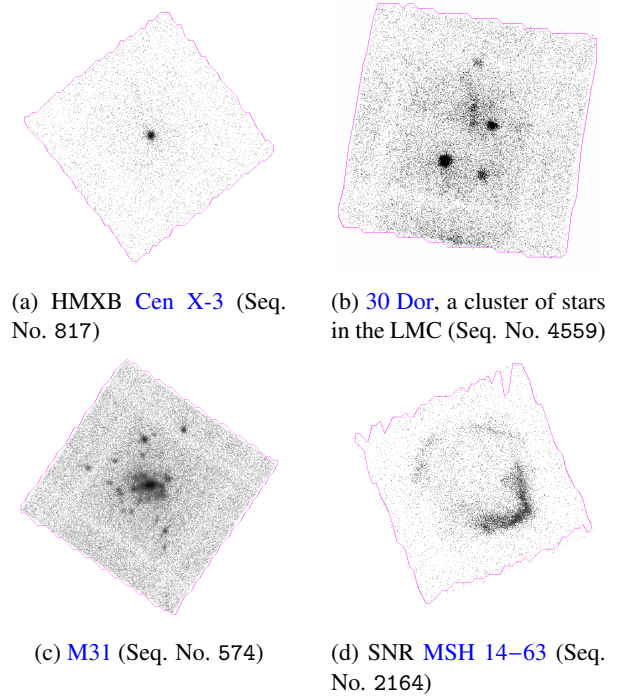 (a) HMXB Cen X-3 (Seq.
No. 817)
(b) 30 Dor, a cluster of stars
in the LMC (Seq. No. 4559)
(c) M31 (Seq. No. 574)
(d) SNR MSH 14−63 (Seq.
No. 2164)